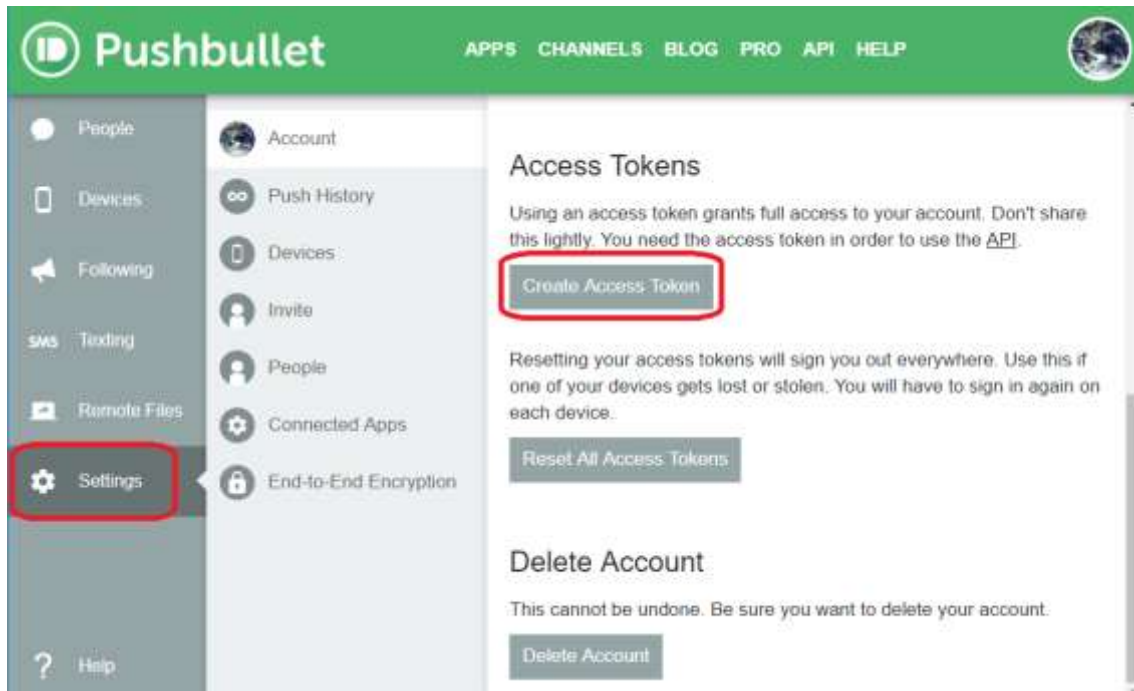 Pushbullet
APPS CHANNELS BLOG PRO API HELP
People
Devices
Following
SMS Texting
Remote Files
Settings
? Help
Account
Push History
Devices
Invite
People
Connected Apps
End-to-End Encryption
Access Tokens
Using an access token grants full access to your account. Don't share
this lightly. You need the access token in order to use the API.
Create Access Token
Resetting your access tokens will sign you out everywhere. Use this if
one of your devices gets lost or stolen. You will have to sign in again on
each device.
Reset All Access Tokens
Delete Account
This cannot be undone. Be sure you want to delete your account.
Delete Account